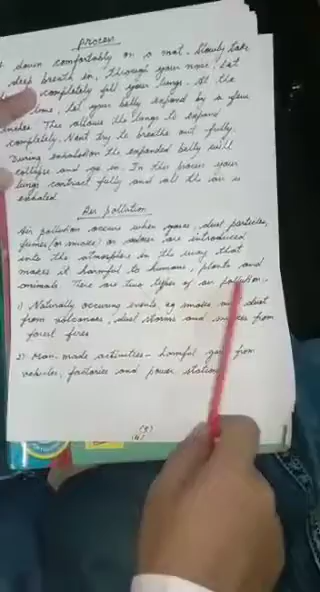 Process
down comfortably on a mat. Slowly take
deep breath in, through your nose, let
completely fill your lungs. At the
time, let your belly expand by a few
inches. This allows the lungs to expand
completely. Next try to breathe out fully.
During exhalation the expanded belly will
collapse and go in. In this process your
lungs contract fully and all the air is
exhaled.
Air pollution
Air pollution occurs when gases, dust particles,
fumes (or smoke) or odour are introduced
into the atmosphere in the way that
makes it harmful to humans, plants and
animals. There are two types of air pollution.
1) Naturally occuring events, eg smoke and dust
from volcanoes, dust storms and smokes from
forest fires
2) Man-made activities - harmful gas from
vehicles, factories and power station